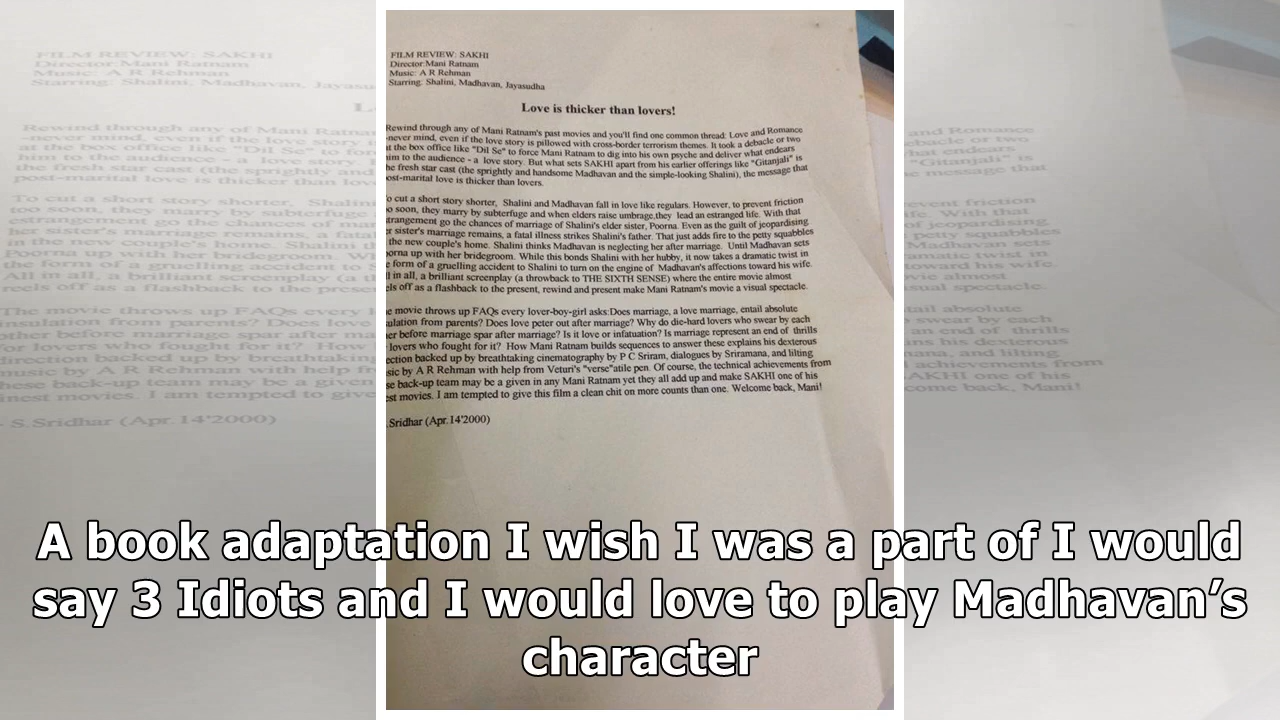 FILM REVIEW: SAKHI
Director:Mani Ratnam
Music: A R Rehman
Starring: Shalini, Madhavan, Jayasudha
Love is thicker than lovers!
Rewind through any of Mani Ratnam's past movies and you'll find one common thread: Love and Romance
-never mind, even if the love story is pillowed with cross-border terrorism themes. It took a debacle or two
at the box office like "Dil Se" to force Mani Ratnam to dig into his own psyche and deliver what endears
him to the audience - a love story. But what sets SAKHI apart from his earlier offerings like "Gitanjali" is
the fresh star cast (the sprightly and handsome Madhavan and the simple-looking Shalini), the message that
post-marital love is thicker than lovers.
To cut a short story shorter, Shalini and Madhavan fall in love like regulars. However, to prevent friction
too soon, they marry by subterfuge and when elders raise umbrage,they lead an estranged life. With that
estrangement go the chances of marriage of Shalini's elder sister, Poorna. Even as the guilt of jeopardising
her sister's marriage remains, a fatal illness strikes Shalini's father. That just adds fire to the petty squabbles
in the new couple's home. Shalini thinks Madhavan is neglecting her after marriage. Until Madhavan sets
Poorna up with her bridegroom. While this bonds Shalini with her hubby, it now takes a dramatic twist in
the form of a gruelling accident to Shalini to turn on the engine of Madhavan's affections toward his wife.
All in all, a brilliant screenplay (a throwback to THE SIXTH SENSE) where the entire movie almost
reels off as a flashback to the present, rewind and present make Mani Ratnam's movie a visual spectacle.
The movie throws up FAQs every lover-boy-girl asks:Does marriage, a love marriage, entail absolute
insulation from parents? Does love peter out after marriage? Why do die-hard lovers who swear by each
other before marriage spar after marriage? Is it love or infatuation? Is marriage represent an end of thrills
for lovers who fought for it? How Mani Ratnam builds sequences to answer these explains his dexterous
direction backed up by breathtaking cinematography by P C Sriram, dialogues by Sriramana, and lilting
music by A R Rehman with help from Veturi's "verse"atile pen. Of course, the technical achievements from
these back-up team may be a given in any Mani Ratnam yet they all add up and make SAKHI one of his
finest movies. I am tempted to give this film a clean chit on more counts than one. Welcome back, Mani!
- S.Sridhar (Apr.14'2000)
A book adaptation I wish I was a part of I would
say 3 Idiots and I would love to play Madhavan’s
character